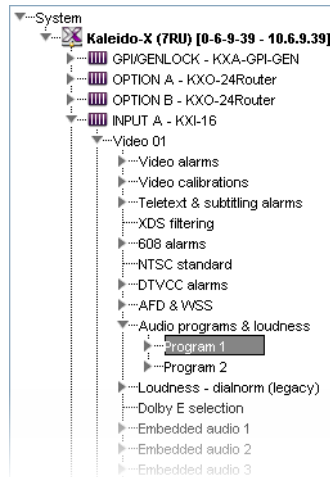 System
Kaleido-X (7RU) [0-6-9-39 - 10.6.9.39]
GPI/GENLOCK - KXA-GPI-GEN
OPTION A - KXO-24Router
OPTION B - KXO-24Router
INPUT A - KXI-16
Video 01
Video alarms
Video calibrations
Teletext & subtitling alarms
XDS filtering
608 alarms
NTSC standard
DTVCC alarms
AFD & WSS
Audio programs & loudness
Program 1
Program 2
Loudness - dialnorm (legacy)
Dolby E selection
Embedded audio 1
Embedded audio 2
Embedded audio 3